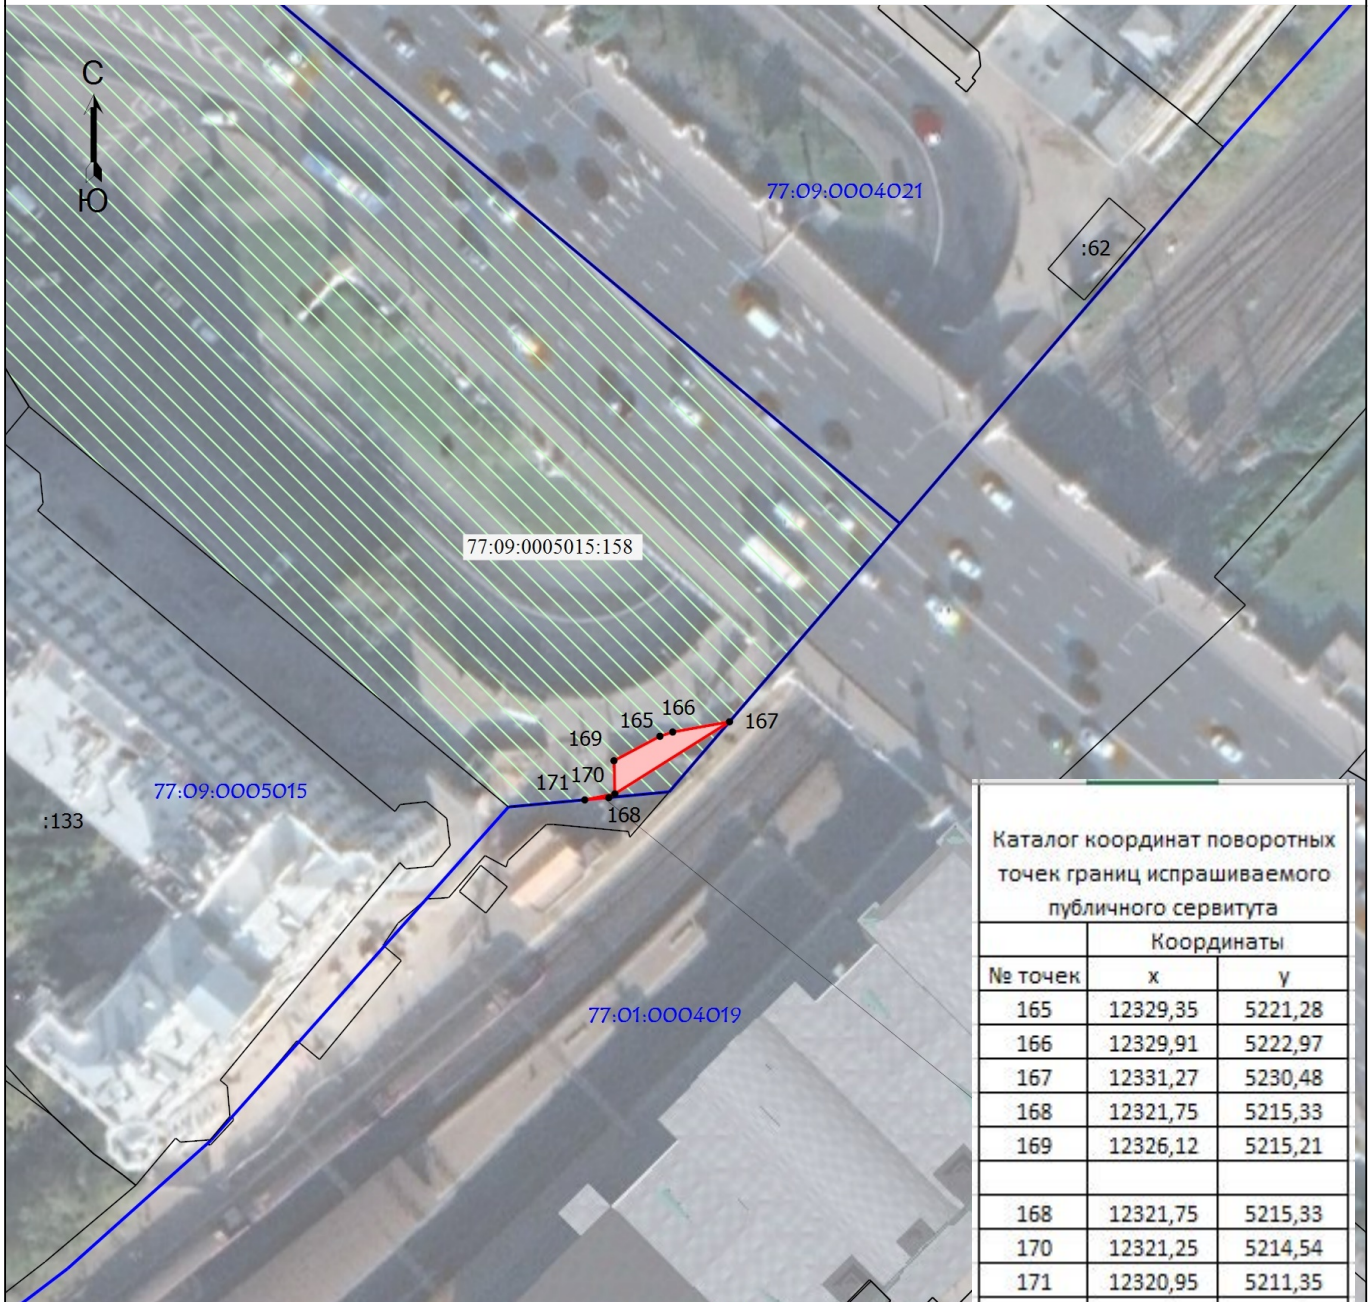 С
Ю
77:09:0004021
:62
77:09:0005015:158
166
165
167
169
171
170
168
77:09:0005015
:133
77:01:0004019
Каталог координат поворотных
точек границ испрашиваемого
публичного сервитута
Координаты
№ точек x y
165 12329,35 5221,28
166 12329,91 5222,97
167 12331,27 5230,48
168 12321,75 5215,33
169 12326,12 5215,21
168 12321,75 5215,33
170 12321,25 5214,54
171 12320,95 5211,35